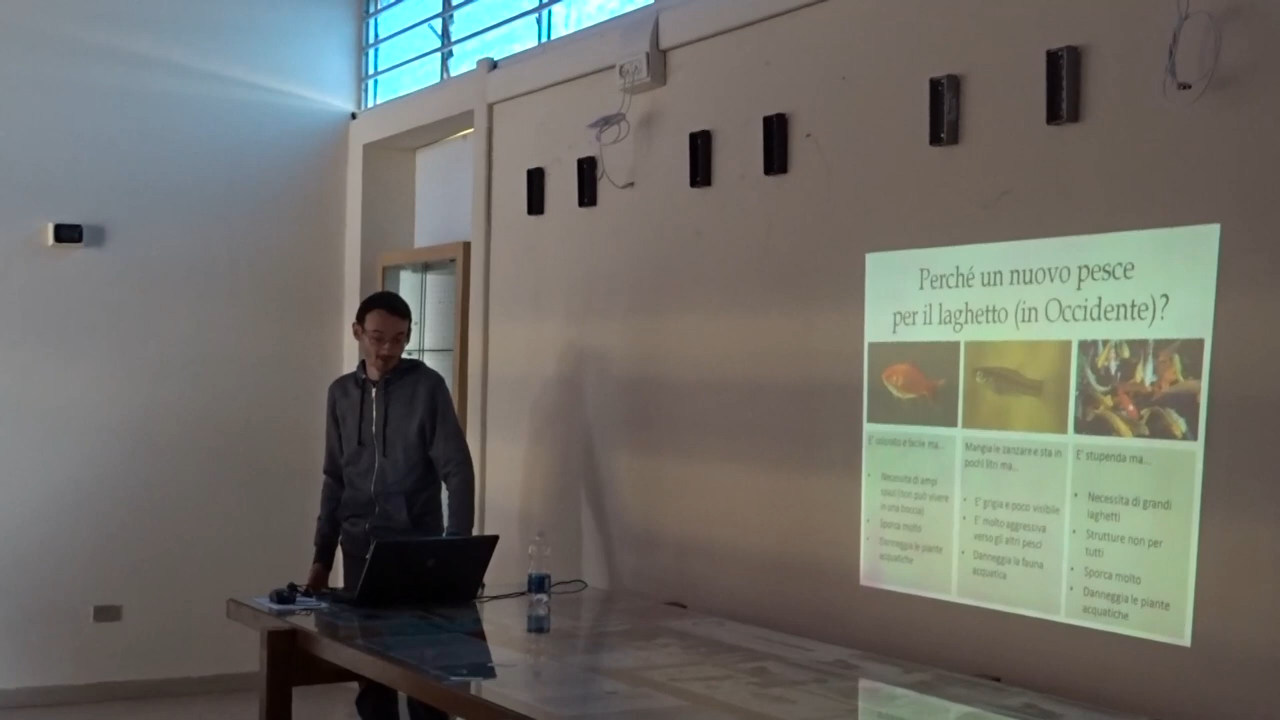 Perché un nuovo pesce
per il laghetto (in Occidente)?
E' colorato e facile ma...
Necessita di ampi
spazi (non può vivere
in una boccia)
Sporca molto
Danneggia le piante
acquatiche
Mangia le zanzare e sta in
pochi litri ma...
E' grigia e poco visibile
E' molto aggressiva
verso gli altri pesci
Danneggia la fauna
acquatica
E' stupenda ma...
Necessita di grandi
laghetti
Strutture non per
tutti
Sporca molto
Danneggia le piante
acquatiche